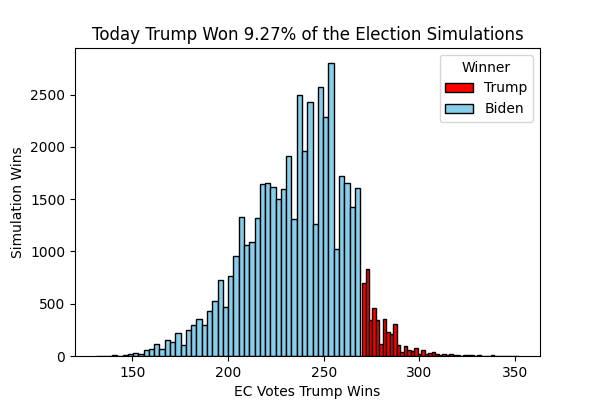 Today Trump Won 9.27% of the Election Simulations
Winner
Trump
Biden
Simulation Wins
2500
2000
1500
1000
500
0
150 200 250 300 350
EC Votes Trump Wins